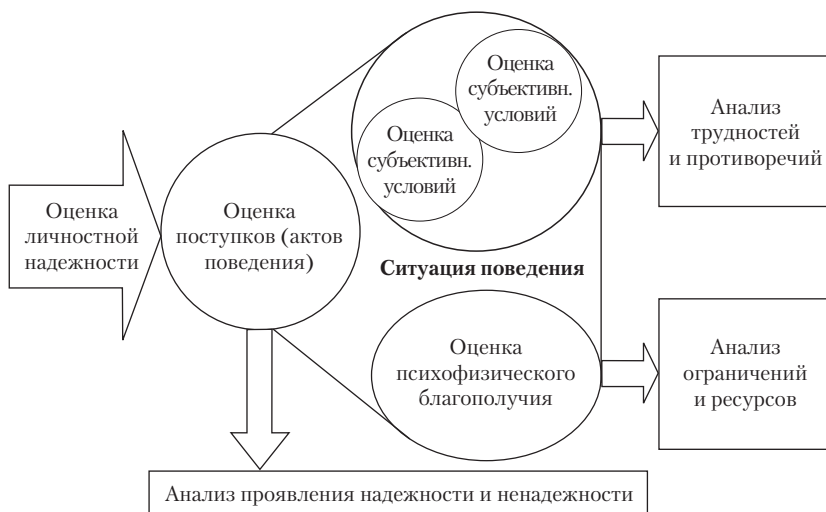 Оценка
личностной
надежности
Оценка
поступков (актов
поведения)
Оценка
субъективн.
условий
Оценка
субъективн.
условий
Ситуация поведения
Оценка
психофизического
благополучия
Анализ
трудностей
и противоречий
Анализ
ограничений
и ресурсов
Анализ проявления надежности и ненадежности